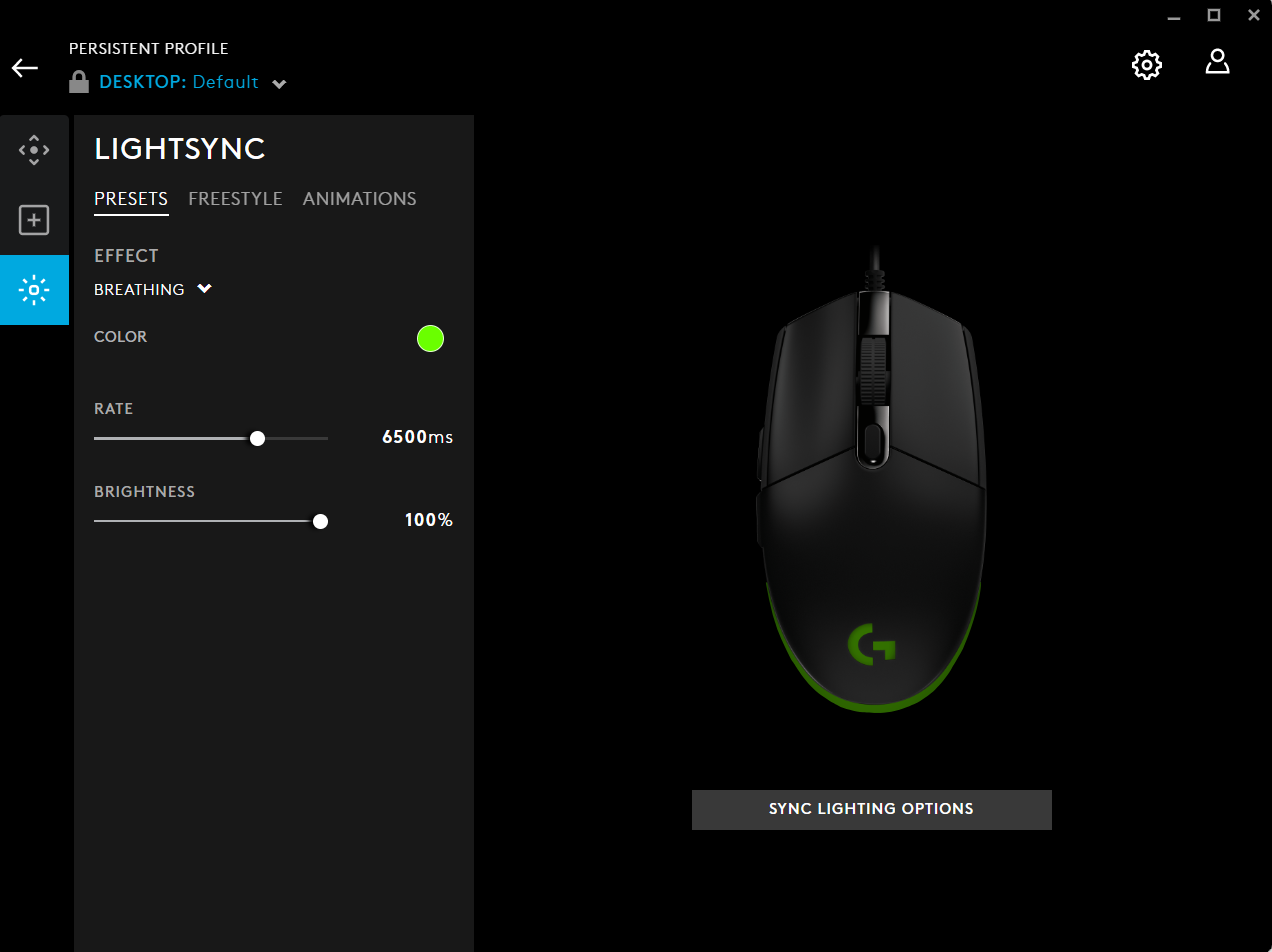 PERSISTENT PROFILE
DESKTOP: Default
LIGHTSYNC
PRESETS FREESTYLE ANIMATIONS
EFFECT
BREATHING
COLOR
RATE
6500ms
BRIGHTNESS
100%
G
SYNC LIGHTING OPTIONS